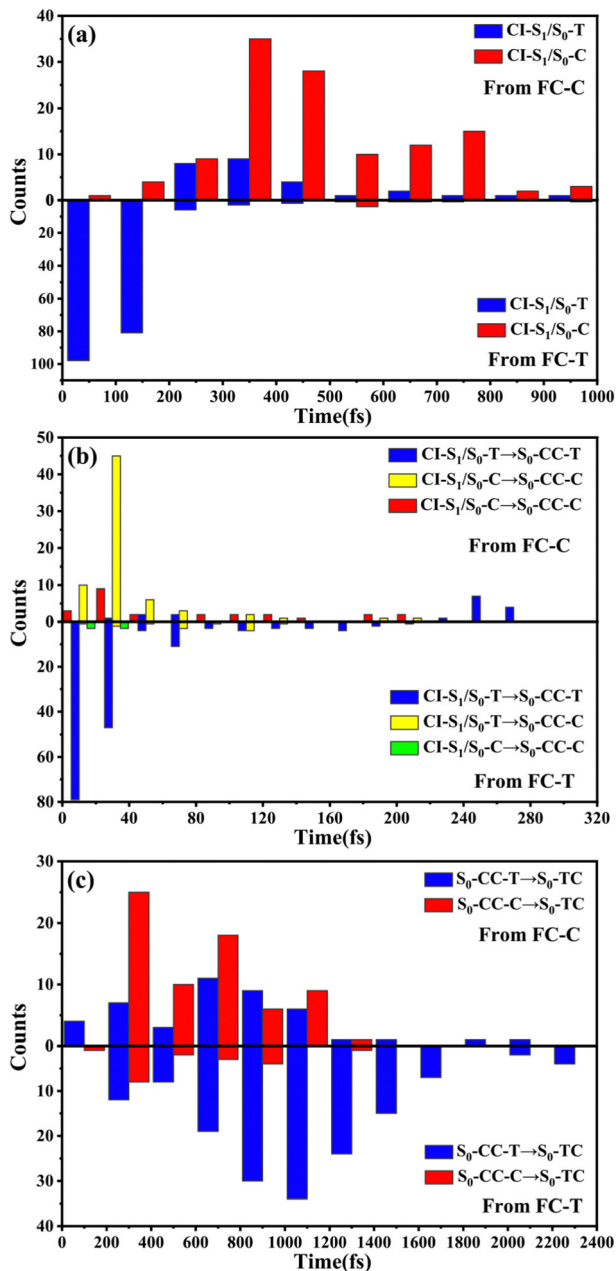 (a)
CI-S₁/S₀-T
CI-S₁/S₀-C
From FC-C
40
30
20
10
0
20
40
60
80
100
Counts
CI-S₁/S₀-T
CI-S₁/S₀-C
From FC-T
0 100 200 300 400 500 600 700 800 900 1000
Time(fs)
(b)
CI-S₁/S₀-T→S₀-CC-T
CI-S₁/S₀-C→S₀-CC-C
CI-S₁/S₀-C→S₀-CC-C
From FC-C
50
40
30
20
10
0
20
40
60
80
Counts
CI-S₁/S₀-T→S₀-CC-T
CI-S₁/S₀-T→S₀-CC-C
CI-S₁/S₀-C→S₀-CC-C
From FC-T
0 40 80 120 160 200 240 280 320
Time(fs)
(c)
S₀-CC-T→S₀-TC
S₀-CC-C→S₀-TC
From FC-C
30
20
10
0
10
20
30
40
Counts
S₀-CC-T→S₀-TC
S₀-CC-C→S₀-TC
From FC-T
0 200 400 600 800 1000 1200 1400 1600 1800 2000 2200 2400
Time(fs)